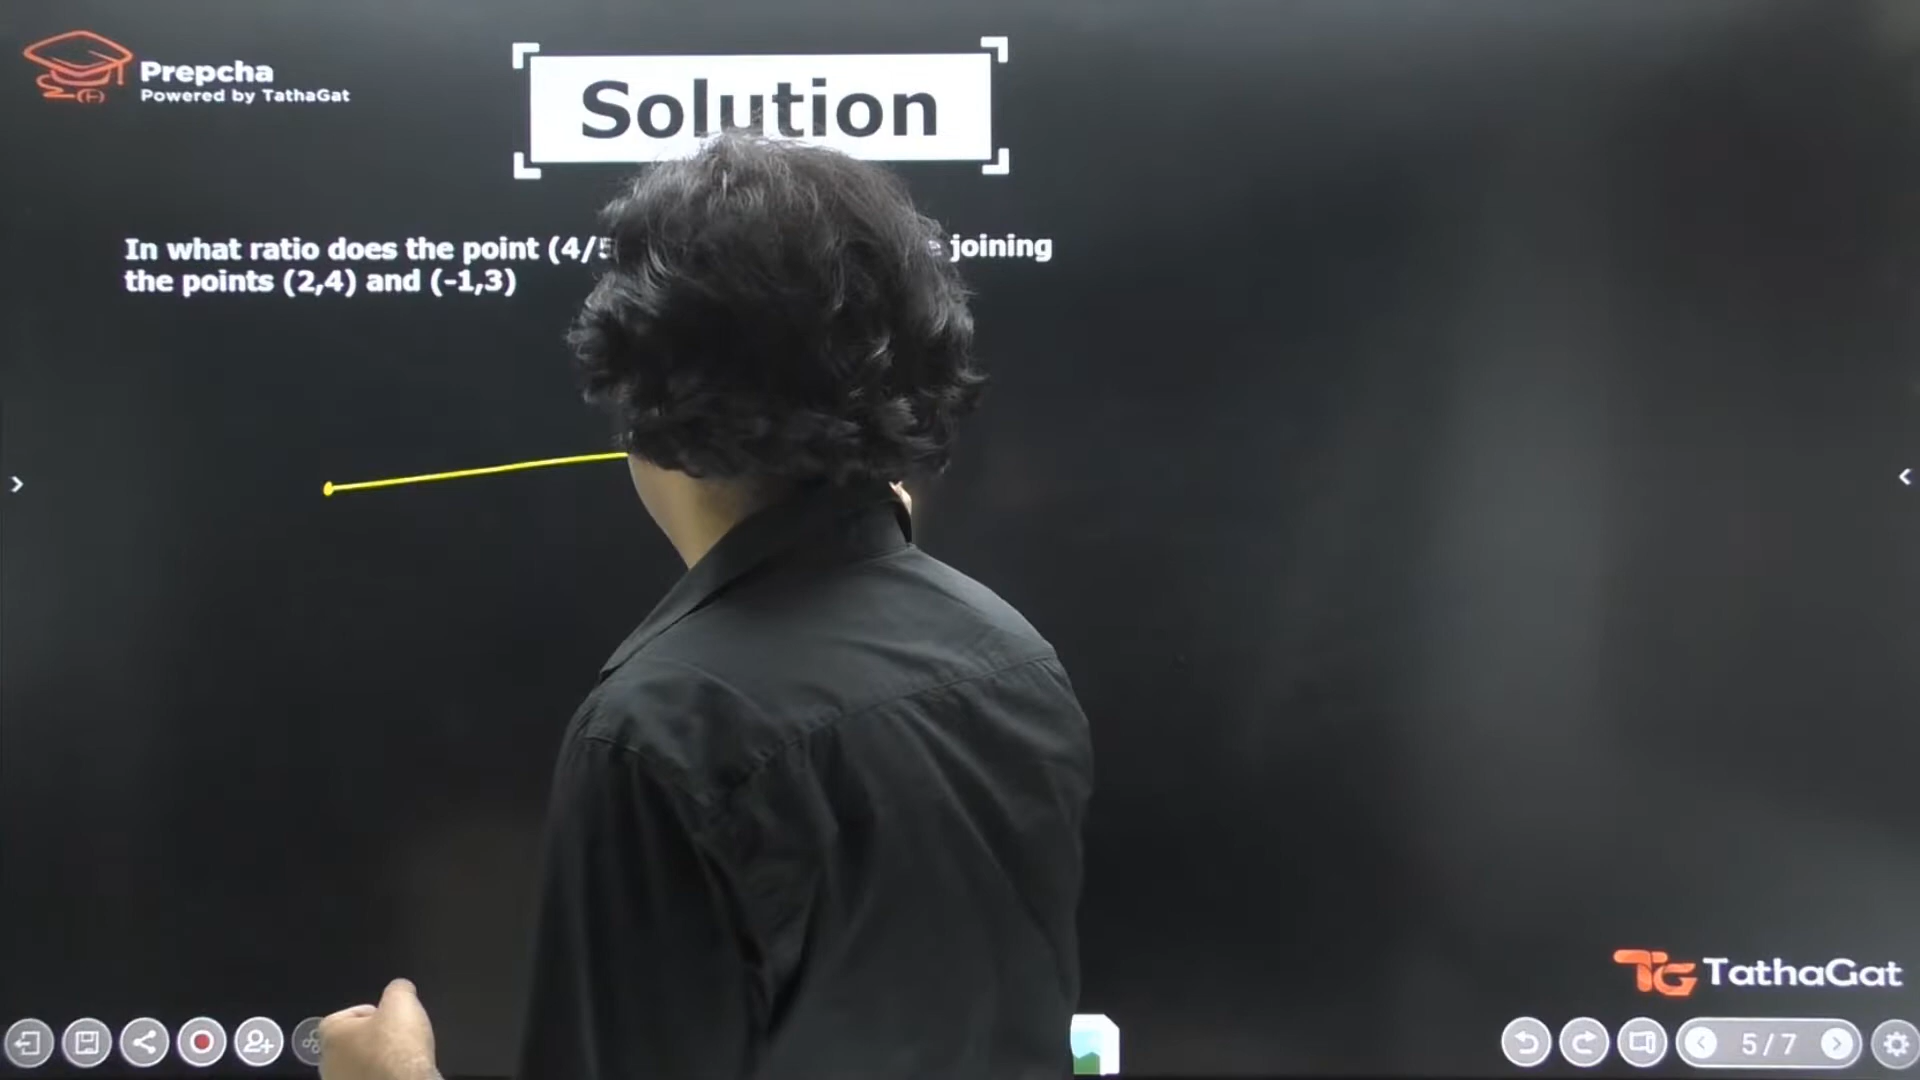 Prepcha
Powered by TathaGat
Solution
In what ratio does the point (4/5 joining
the points (2,4) and (-1,3)
TG TathaGat
5/7